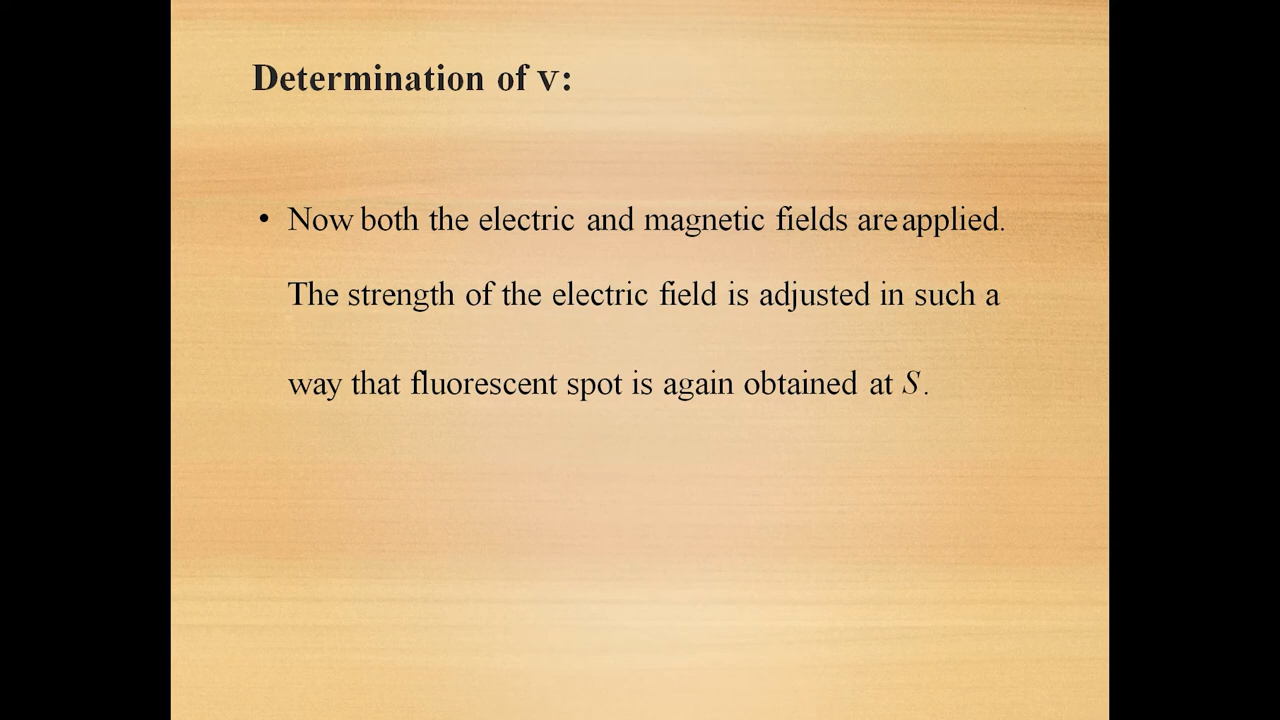 Determination of v:
• Now both the electric and magnetic fields are applied.
The strength of the electric field is adjusted in such a
way that fluorescent spot is again obtained at S.